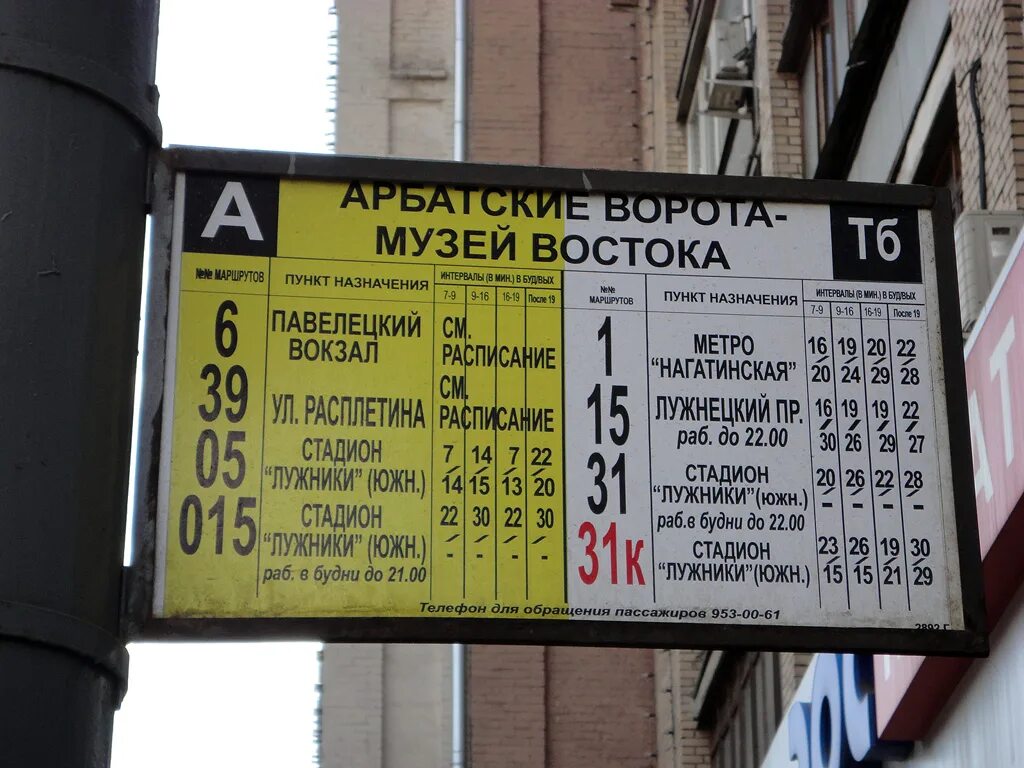 А
АРБАТСКИЕ ВОРОТА-
МУЗЕЙ ВОСТОКА
Тб
№№ МАРШРУТОВ ПУНКТ НАЗНАЧЕНИЯ ИНТЕРВАЛЫ (В МИН.) В БУД/ВЫХ
7-9 9-16 16-19 После 19
6 ПАВЕЛЕЦКИЙ ВОКЗАЛ СМ. РАСПИСАНИЕ
39 УЛ. РАСПЛЕТИНА СМ. РАСПИСАНИЕ
05 СТАДИОН 7/14 14/15 7/13 22/20
"ЛУЖНИКИ" (ЮЖН.)
015 СТАДИОН 22/- 30/- 22/- 30/-
"ЛУЖНИКИ" (ЮЖН.)
раб. в будни до 21.00
№№ МАРШРУТОВ ПУНКТ НАЗНАЧЕНИЯ ИНТЕРВАЛЫ (В МИН.) В БУД/ВЫХ
7-9 9-16 16-19 После 19
1 МЕТРО 16/20 19/24 20/29 22/28
"НАГАТИНСКАЯ"
15 ЛУЖНЕЦКИЙ ПР. 16/30 19/26 19/29 22/27
раб. до 22.00
31 СТАДИОН 20/- 26/- 22/- 28/-
"ЛУЖНИКИ"(ЮЖН.)
раб.в будни до 22.00
31к СТАДИОН 23/15 26/15 19/21 30/29
"ЛУЖНИКИ"(ЮЖН.)
Телефон для обращения пассажиров 953-00-61